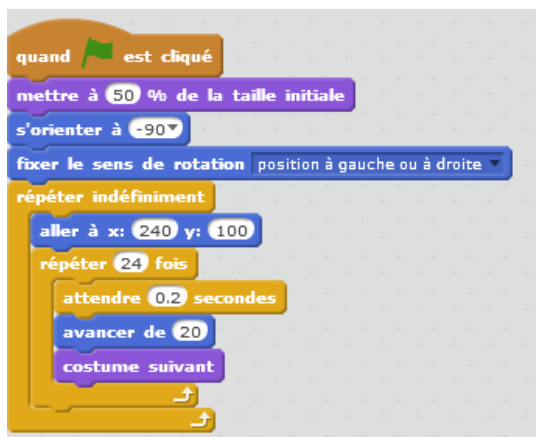 quand est cliqué
mettre à 50 % de la taille initiale
s'orienter à -90
fixer le sens de rotation position à gauche ou à droite
répéter indéfiniment
aller à x: 240 y: 100
répéter 24 fois
attendre 0.2 secondes
avancer de 20
costume suivant